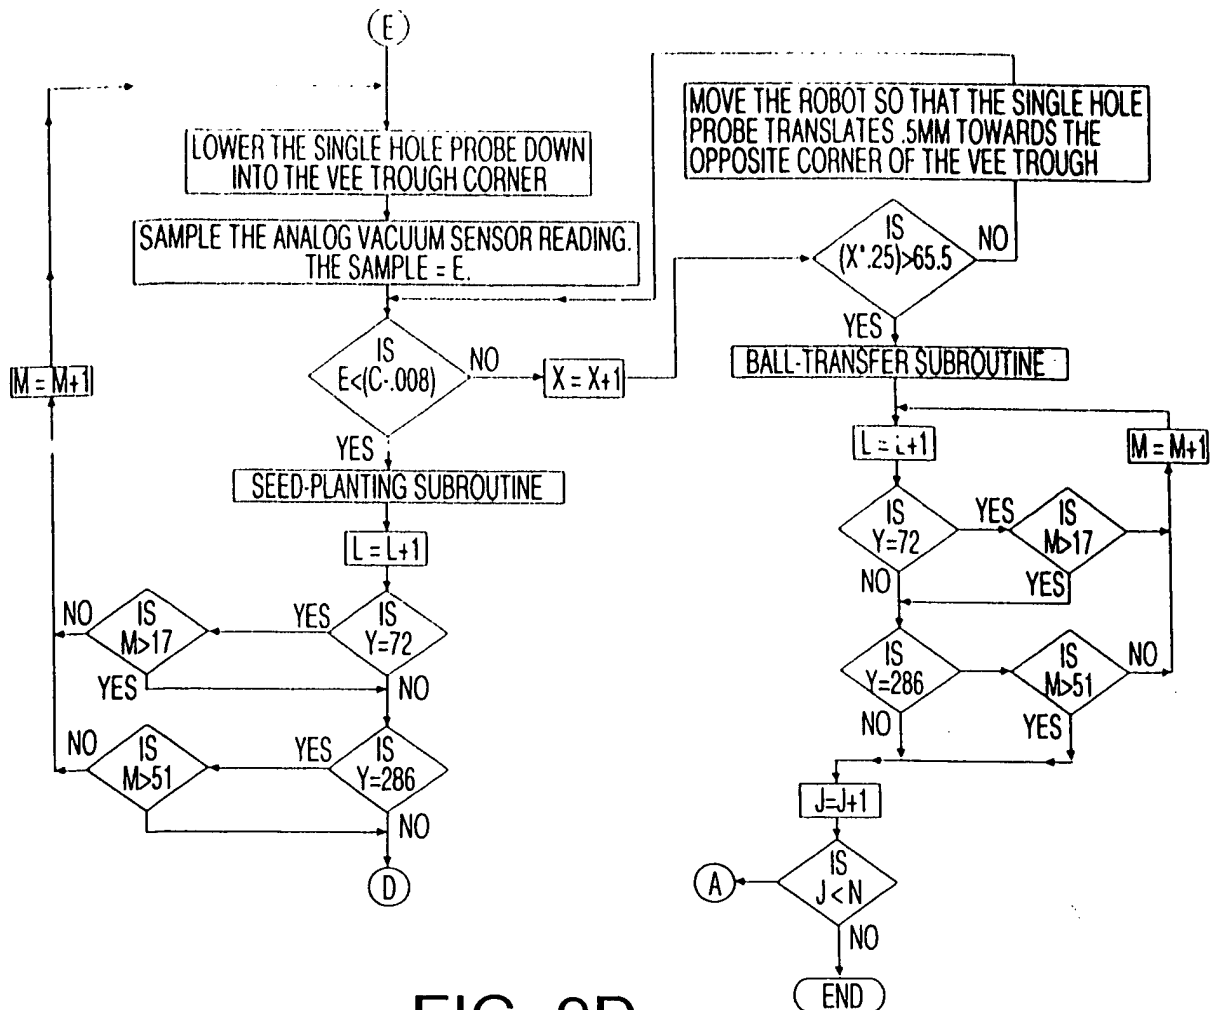 E
LOWER THE SINGLE HOLE PROBE DOWN
INTO THE VEE TROUGH CORNER
SAMPLE THE ANALOG VACUUM SENSOR READING.
THE SAMPLE = E.
IS
E<(C-.008)
NO
X = X+1
YES
SEED-PLANTING SUBROUTINE
L = L+1
IS
Y=72
YES
NO
IS
M>17
NO
YES
IS
Y=286
YES
NO
IS
M>51
NO
M = M+1
D
MOVE THE ROBOT SO THAT THE SINGLE HOLE
PROBE TRANSLATES .5MM TOWARDS THE
OPPOSITE CORNER OF THE VEE TROUGH
IS
(X*.25)>65.5
NO
YES
BALL-TRANSFER SUBROUTINE
L = L+1
M = M+1
IS
Y=72
YES
NO
IS
M>17
YES
IS
Y=286
NO
IS
M>51
NO
YES
J=J+1
IS
J<N
A
NO
END